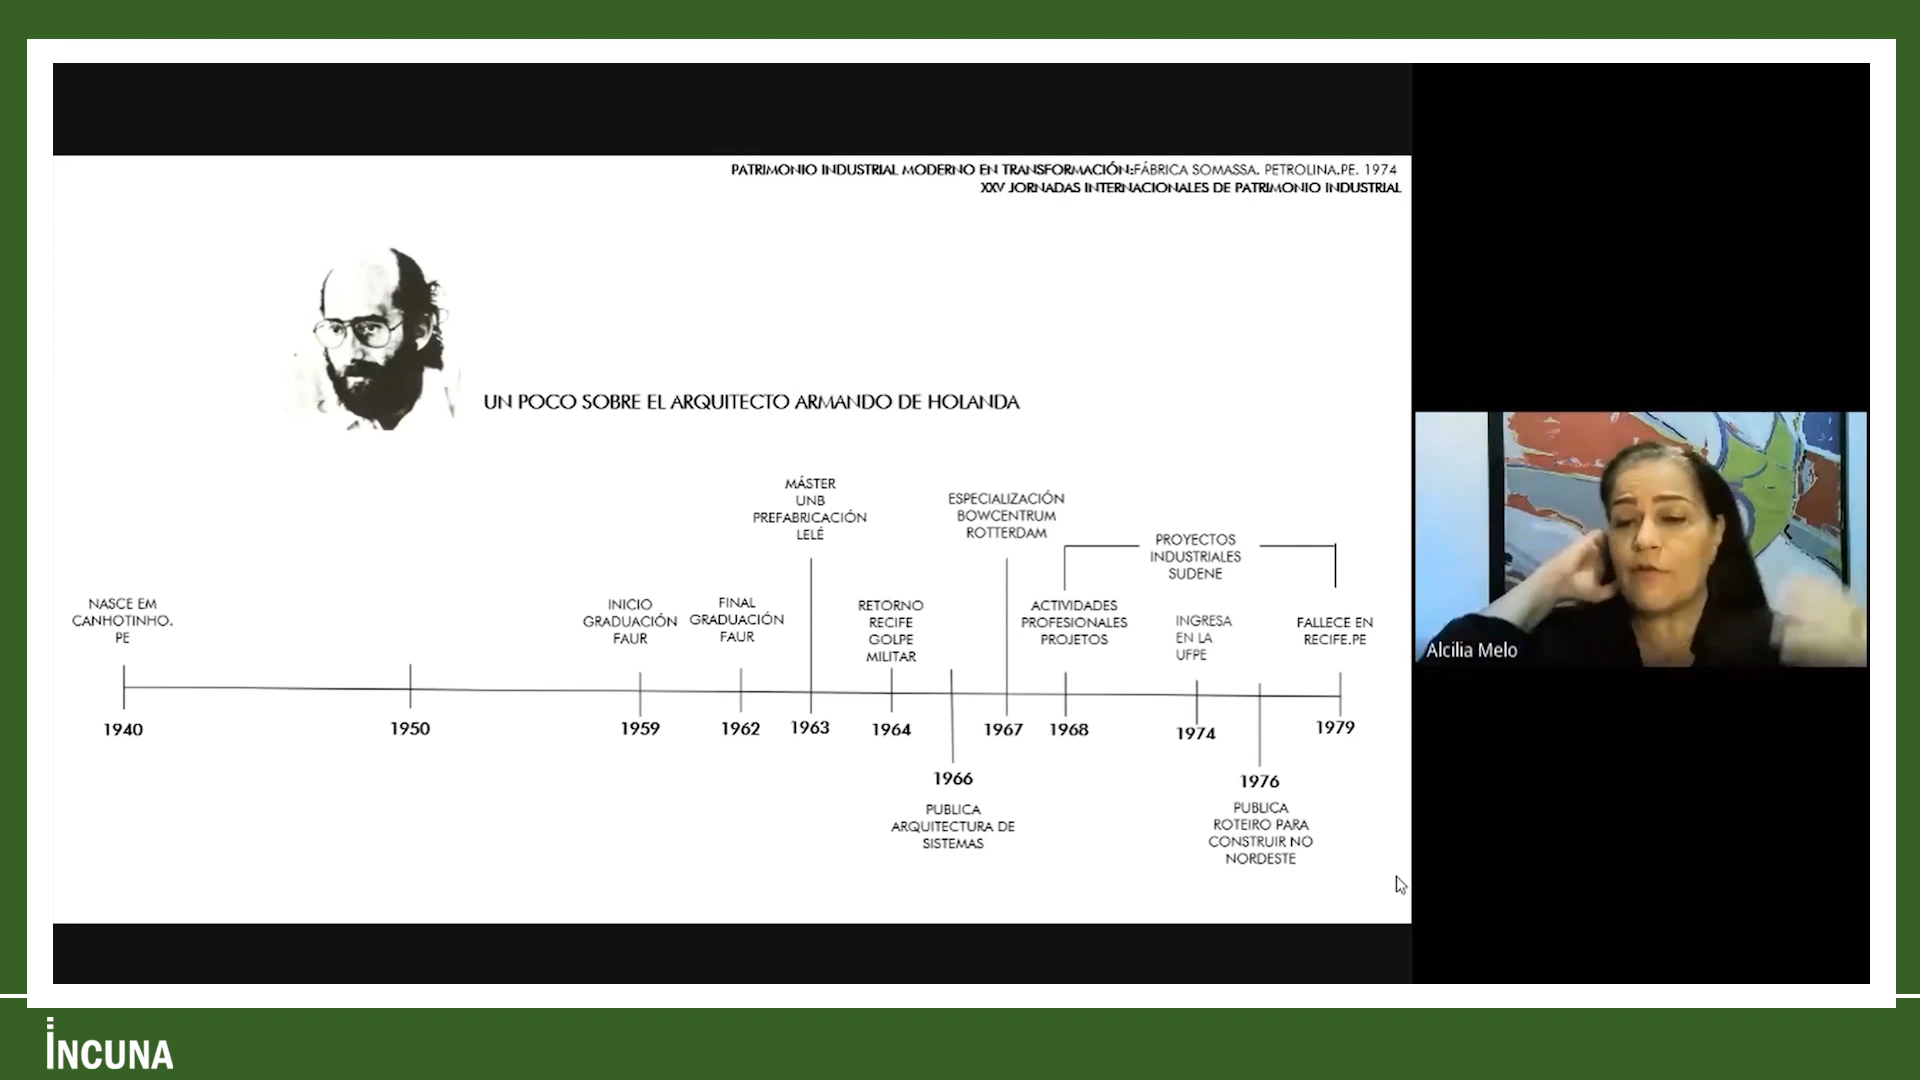 PATRIMONIO INDUSTRIAL MODERNO EN TRANSFORMACIÓN:FÁBRICA SOMASSA. PETROLINA.PE. 1974
XXV JORNADAS INTERNACIONALES DE PATRIMONIO INDUSTRIAL
UN POCO SOBRE EL ARQUITECTO ARMANDO DE HOLANDA
NASCE EM
CANHOTINHO.
PE
1940
1950
INICIO
GRADUACIÓN
FAUR
1959
FINAL
GRADUACIÓN
FAUR
1962
MÁSTER
UNB
PREFABRICACIÓN
LELÉ
1963
RETORNO
RECIFE
GOLPE
MILITAR
1964
1966
PUBLICA
ARQUITECTURA DE
SISTEMAS
ESPECIALIZACIÓN
BOWCENTRUM
ROTTERDAM
1967
PROYECTOS
INDUSTRIALES
SUDENE
ACTIVIDADES
PROFESIONALES
PROJETOS
1968
INGRESA
EN LA
UFPE
1974
1976
PUBLICA
ROTEIRO PARA
CONSTRUIR NO
NORDESTE
FALLECE EN
RECIFE.PE
1979
Alcilia Melo
INCUNA